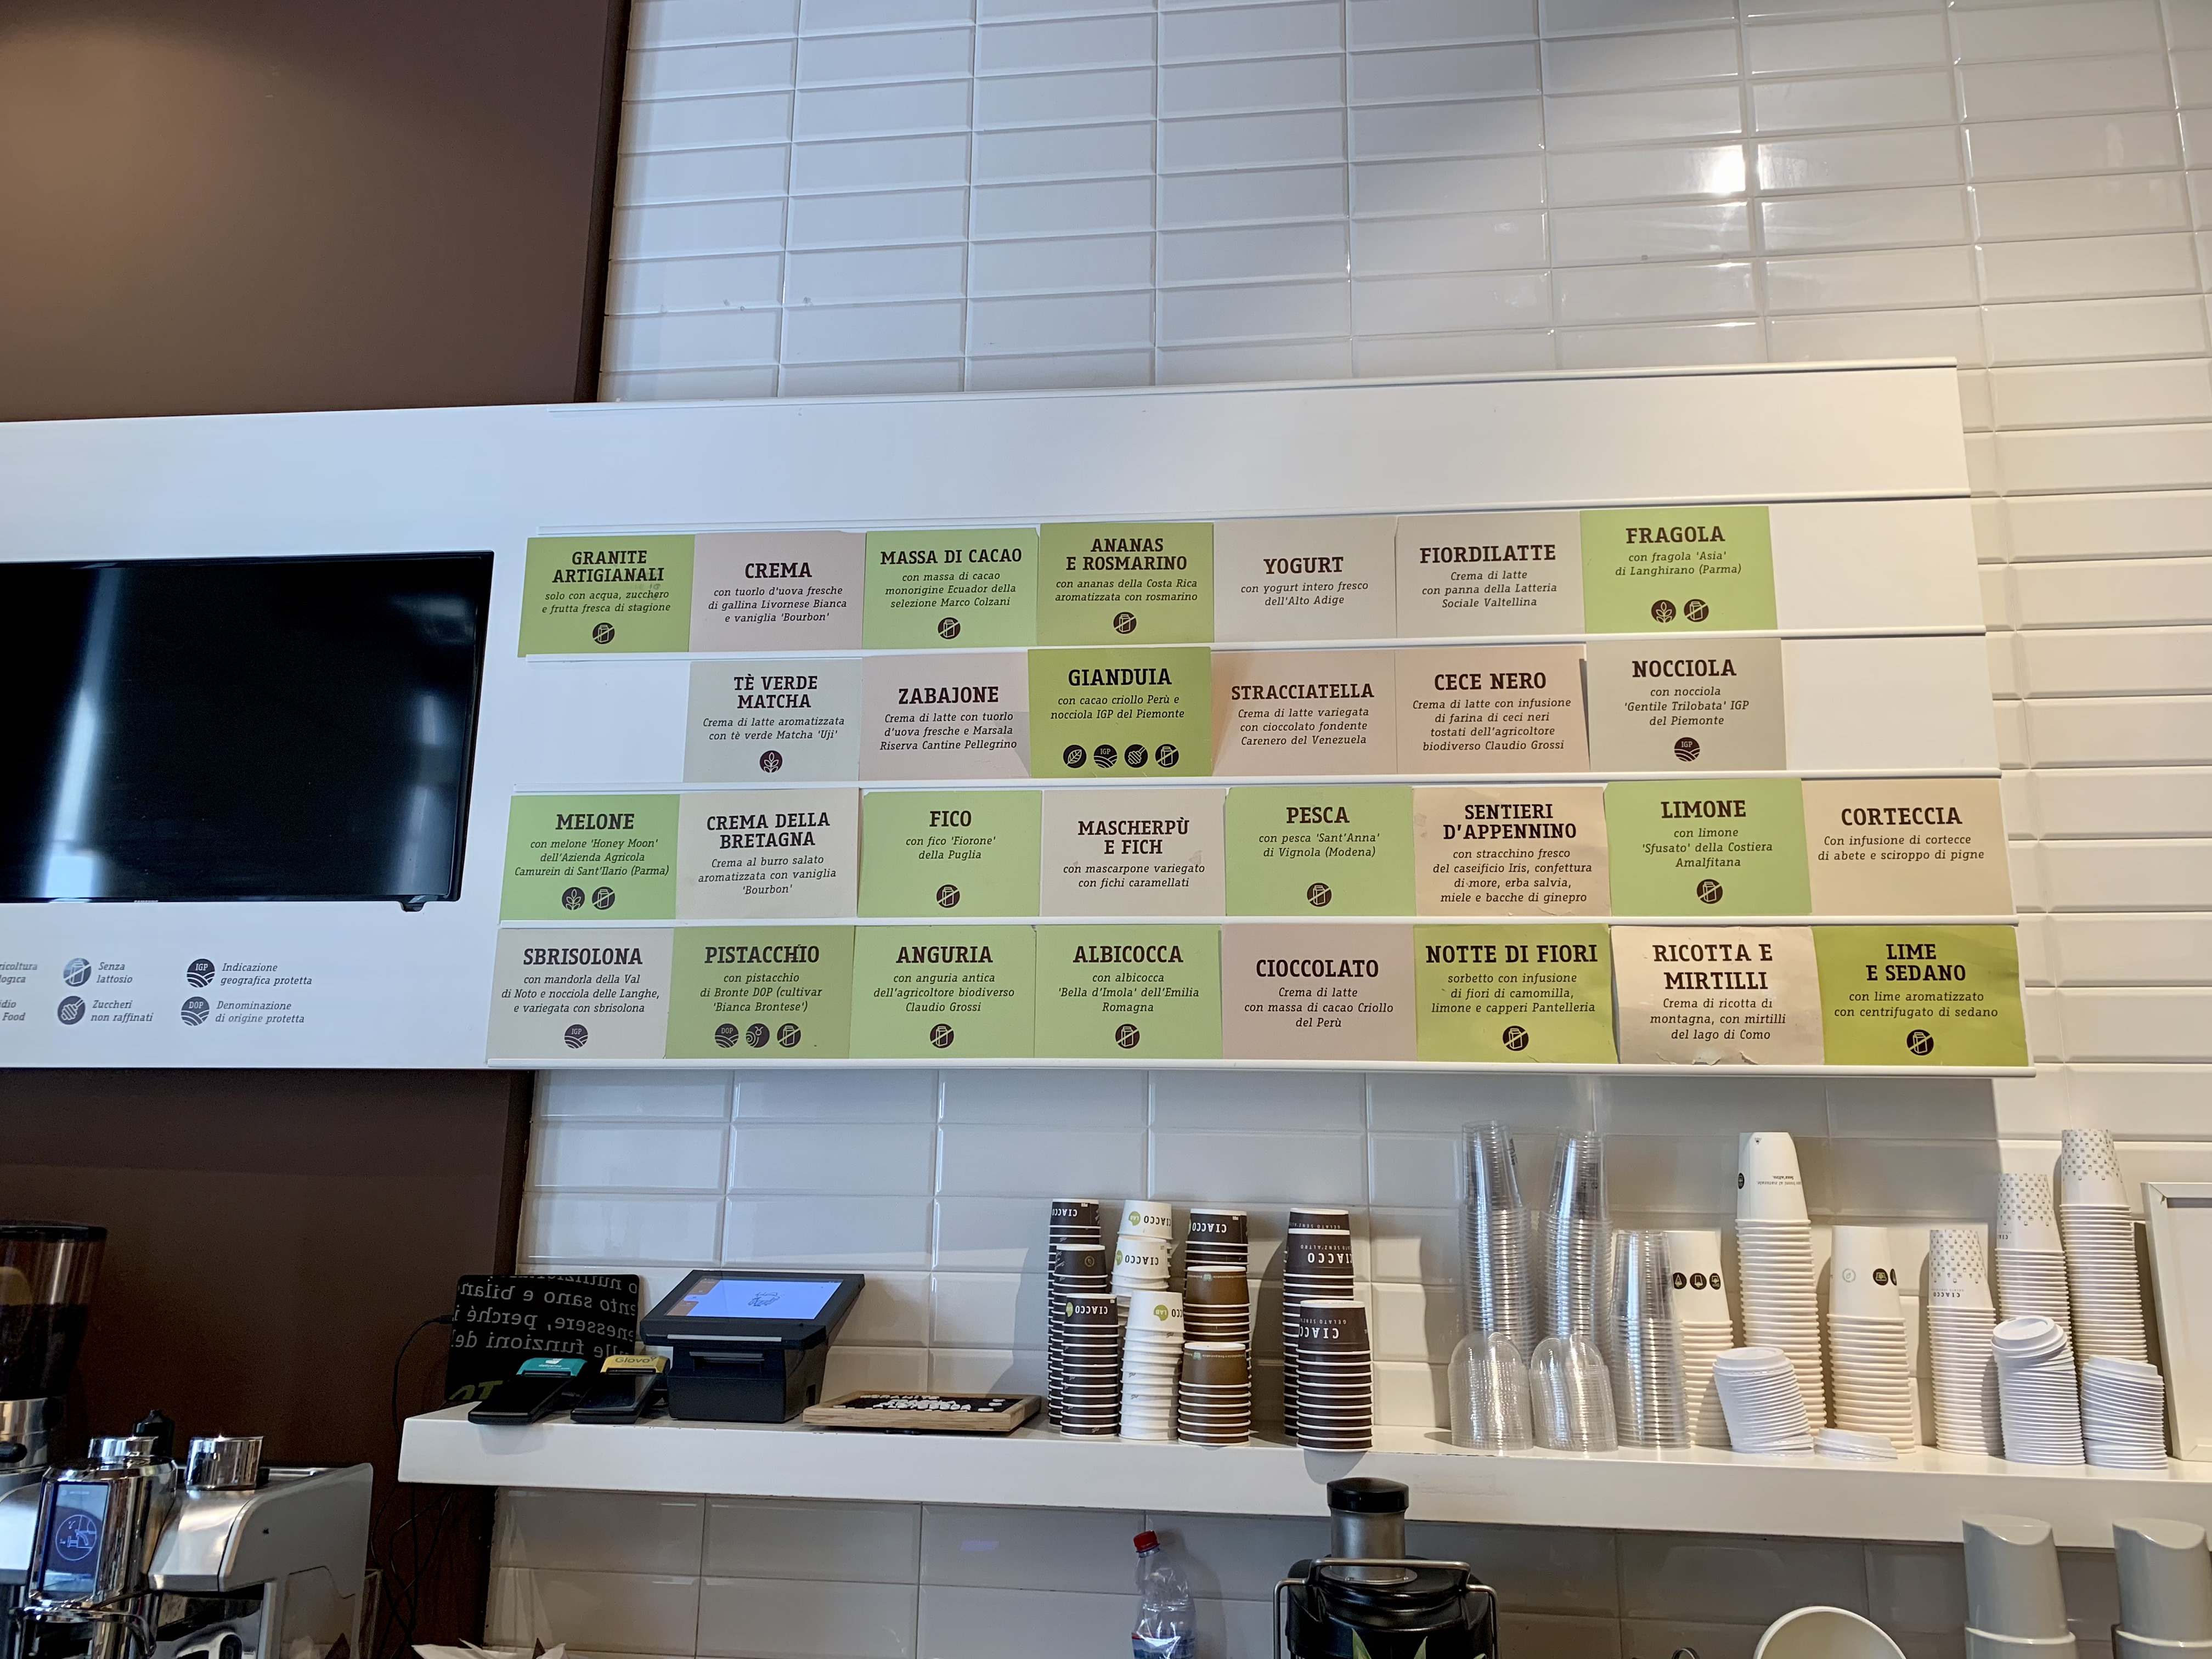 GRANITE
ARTIGIANALI
solo con acqua, zucchero
e frutta fresca di stagione
CREMA
con tuorlo d'uova fresche
di gallina Livornese Bianca
e vaniglia 'Bourbon'
MASSA DI CACAO
con massa di cacao
monorigine Ecuador della
selezione Marco Colzani
ANANAS
E ROSMARINO
con ananas della Costa Rica
aromatizzata con rosmarino
YOGURT
con yogurt intero fresco
dell'Alto Adige
FIORDILATTE
Crema di latte
con panna della Latteria
Sociale Valtellina
FRAGOLA
con fragola 'Asia'
di Langhirano (Parma)
TÈ VERDE
MATCHA
Crema di latte aromatizzata
con tè verde Matcha 'Uji'
ZABAJONE
Crema di latte con tuorlo
d'uova fresche e Marsala
Riserva Cantine Pellegrino
GIANDUIA
con cacao criollo Perù e
nocciola IGP del Piemonte
IGP
STRACCIATELLA
Crema di latte variegata
con cioccolato fondente
Carenero del Venezuela
CECE NERO
Crema di latte con infusione
di farina di ceci neri
tostati dell'agricoltore
biodiverso Claudio Grossi
NOCCIOLA
con nocciola
'Gentile Trilobata' IGP
del Piemonte
IGP
MELONE
con melone 'Honey Moon'
dell'Azienda Agricola
Camurein di Sant'Ilario (Parma)
CREMA DELLA
BRETAGNA
Crema al burro salato
aromatizzata con vaniglia
'Bourbon'
FICO
con fico 'Fiorone'
della Puglia
MASCHERPÙ
E FICH
con mascarpone variegato
con fichi caramellati
PESCA
con pesca 'Sant'Anna'
di Vignola (Modena)
SENTIERI
D'APPENNINO
con stracchino fresco
del caseificio Iris, confettura
di more, erba salvia,
miele e bacche di ginepro
LIMONE
con limone
'Sfusato' della Costiera
Amalfitana
CORTECCIA
Con infusione di cortecce
di abete e sciroppo di pigne
SBRISOLONA
con mandorla della Val
di Noto e nocciola delle Langhe,
e variegata con sbrisolona
IGP
PISTACCHIO
con pistacchio
di Bronte DOP (cultivar
'Bianca Brontese')
DOP
ANGURIA
con anguria antica
dell'agricoltore biodiverso
Claudio Grossi
ALBICOCCA
con albicocca
'Bella d'Imola' dell'Emilia
Romagna
CIOCCOLATO
Crema di latte
con massa di cacao Criollo
del Perù
NOTTE DI FIORI
sorbetto con infusione
di fiori di camomilla,
limone e capperi Pantelleria
RICOTTA E
MIRTILLI
Crema di ricotta di
montagna, con mirtilli
del lago di Como
LIME
E SEDANO
con lime aromatizzato
con centrifugato di sedano
Senza
lattosio
IGP
Indicazione
geografica protetta
Food
Zuccheri
non raffinati
DOP
Denominazione
di origine protetta
sano e bilan
essere, perché i
funzioni del
Glovo
CIACCO
CIACCO
CIACCO
CIACCO
CIACCO
CIACCO
CIACCO